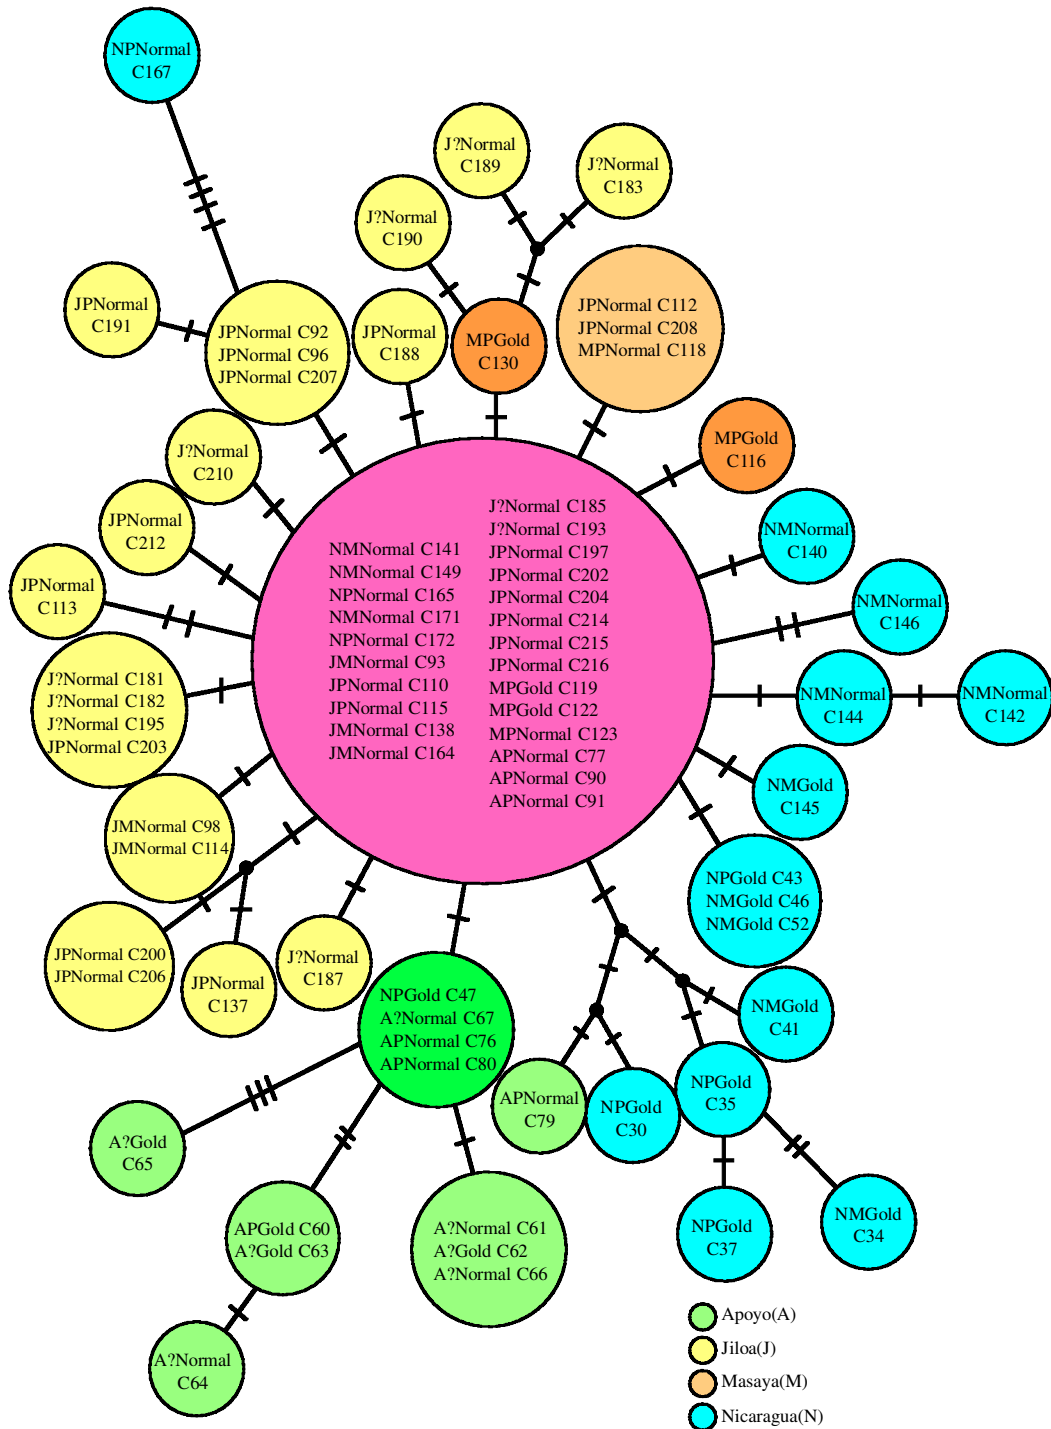 NPNormal
C167
J?Normal
C189
J?Normal
C183
J?Normal
C190
JPNormal
C191
JPNormal C92
JPNormal C96
JPNormal C207
JPNormal
C188
MPGold
C130
JPNormal C112
JPNormal C208
MPNormal C118
J?Normal
C210
MPGold
C116
JPNormal
C212
NMNormal
C140
JPNormal
C113
NMNormal
C146
NMNormal C141
NMNormal C149
NPNormal C165
NMNormal C171
NPNormal C172
JMNormal C93
JPNormal C110
JPNormal C115
JMNormal C138
JMNormal C164
J?Normal C185
J?Normal C193
JPNormal C197
JPNormal C202
JPNormal C204
JPNormal C214
JPNormal C215
JPNormal C216
MPGold C119
MPGold C122
MPNormal C123
APNormal C77
APNormal C90
APNormal C91
J?Normal C181
J?Normal C182
J?Normal C195
JPNormal C203
NMNormal
C144
NMNormal
C142
NMGold
C145
JMNormal C98
JMNormal C114
NPGold C43
NMGold C46
NMGold C52
JPNormal C200
JPNormal C206
JPNormal
C137
J?Normal
C187
NPGold C47
A?Normal C67
APNormal C76
APNormal C80
NMGold
C41
APNormal
C79
NPGold
C30
NPGold
C35
A?Gold
C65
APGold C60
A?Gold C63
A?Normal C61
A?Gold C62
A?Normal C66
NPGold
C37
NMGold
C34
A?Normal
C64
Apoyo(A)
Jiloa(J)
Masaya(M)
Nicaragua(N)